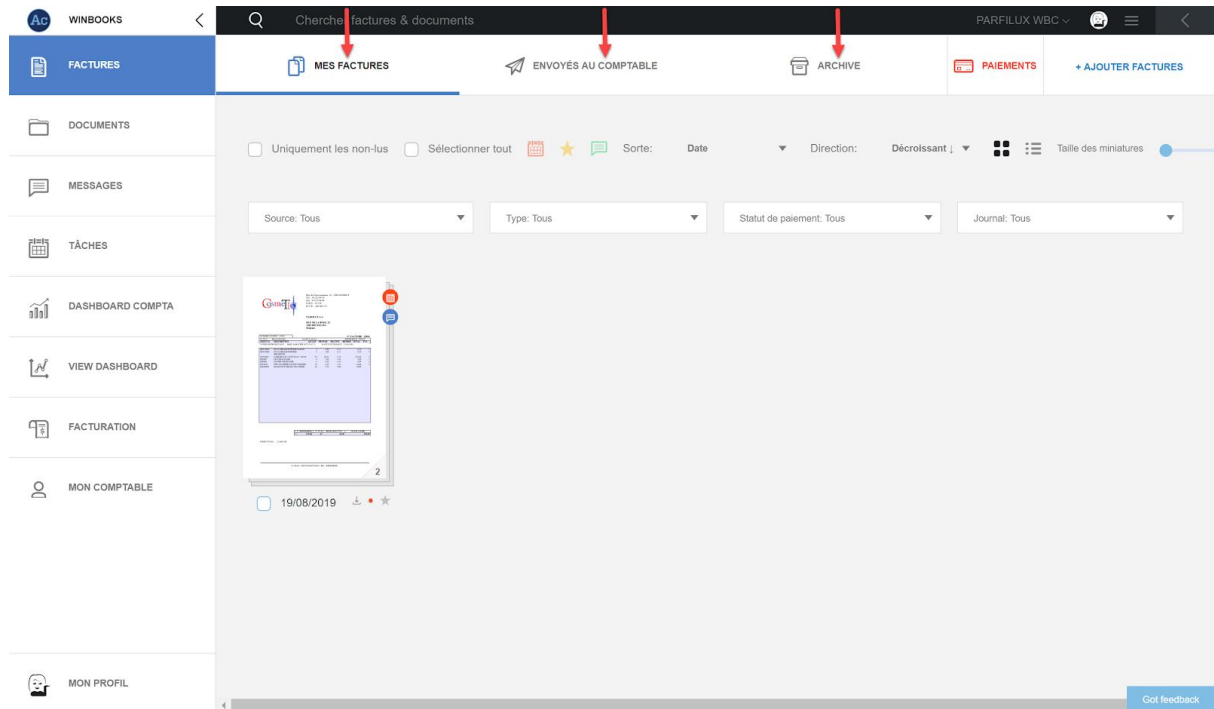 Ac WINBOOKS
Chercher factures & documents
PARFILUX WBC
FACTURES
MES FACTURES
ENVOYÉS AU COMPTABLE
ARCHIVE
PAIEMENTS
+ AJOUTER FACTURES
DOCUMENTS
MESSAGES
TÂCHES
DASHBOARD COMPTA
VIEW DASHBOARD
FACTURATION
MON COMPTABLE
MON PROFIL
Uniquement les non-lus
Sélectionner tout
Sorte: Date
Direction: Décroissant ↓
Taille des miniatures
Source: Tous
Type: Tous
Statut de paiement: Tous
Journal: Tous
2
19/08/2019
Got feedback